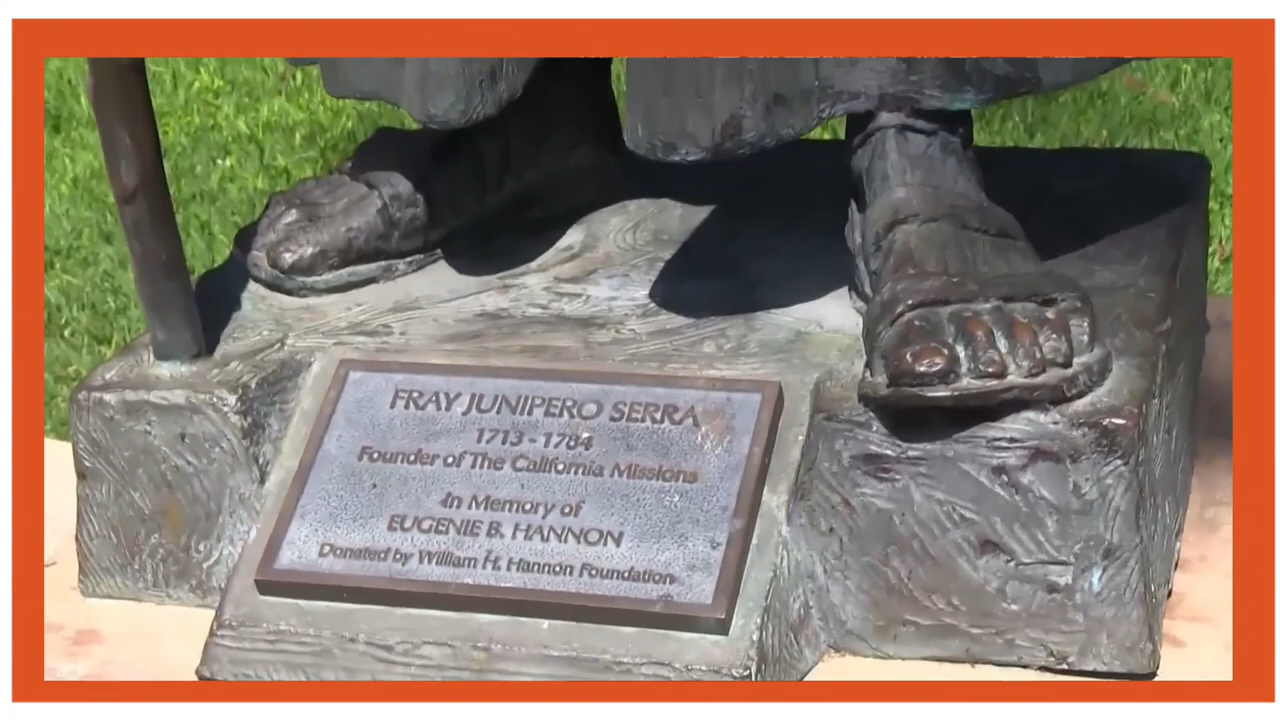 FRAY JUNIPERO SERRA
1713 - 1784
Founder of The California Missions
In Memory of
EUGENIE B. HANNON
Donated by William H. Hannon Foundation